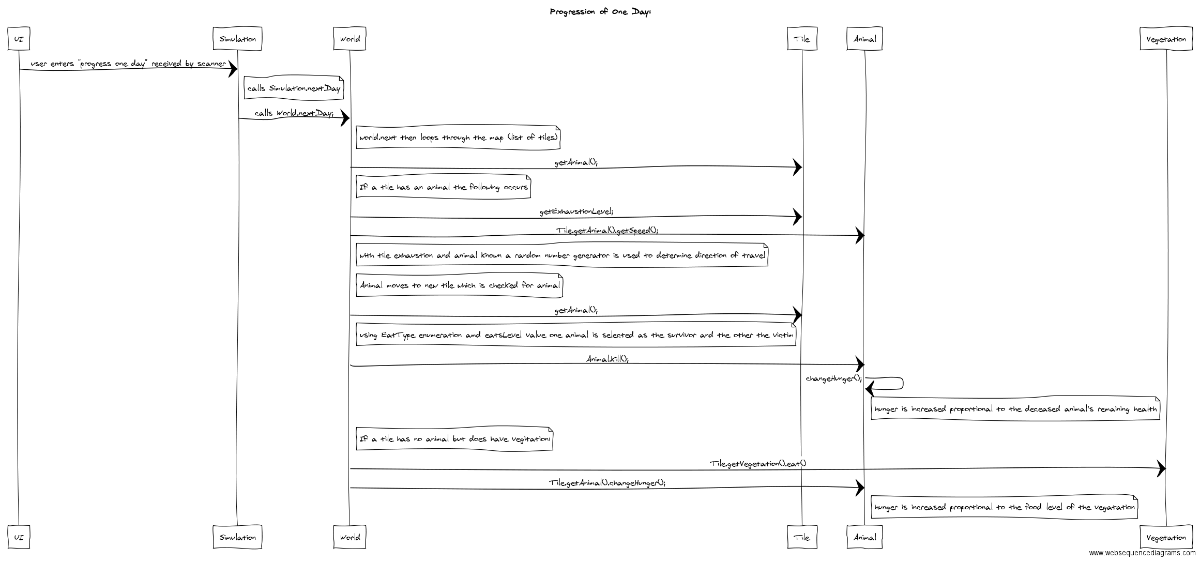 Progression of One Day:
UI
Simulation
World
Tile
Animal
Vegetation
user enters "progress one day" received by scanner
calls Simulation.next.Day
calls World.next.Day;
world.next then loops through the map (list of tiles)
getAnimal();
If a tile has an animal the following occurs
getExhaustionLevel;
Tile.getAnimal().getSpeed();
with tile exhaustion and animal known a random number generator is used to determine direction of travel
Animal moves to new tile which is checked for animal
getAnimal();
using EatType enumeration and eatsLevel value one animal is selected as the survivor and the other the victim
Animal.kill();
changeHunger();
hunger is increased proportional to the deceased animal's remaining health
If a tile has no animal but does have vegitation:
Tile.getVegetation().eat()
Tile.getAnimal().changeHunger();
hunger is increased proportional to the food level of the vegatation
UI
Simulation
World
Tile
Animal
Vegetation
www.websequencediagrams.com